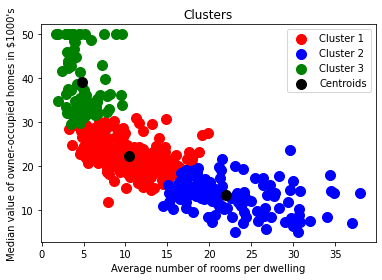 Clusters
Median value of owner-occupied homes in $1000's
50
40
30
20
10
Cluster 1
Cluster 2
Cluster 3
Centroids
0 5 10 15 20 25 30 35
Average number of rooms per dwelling